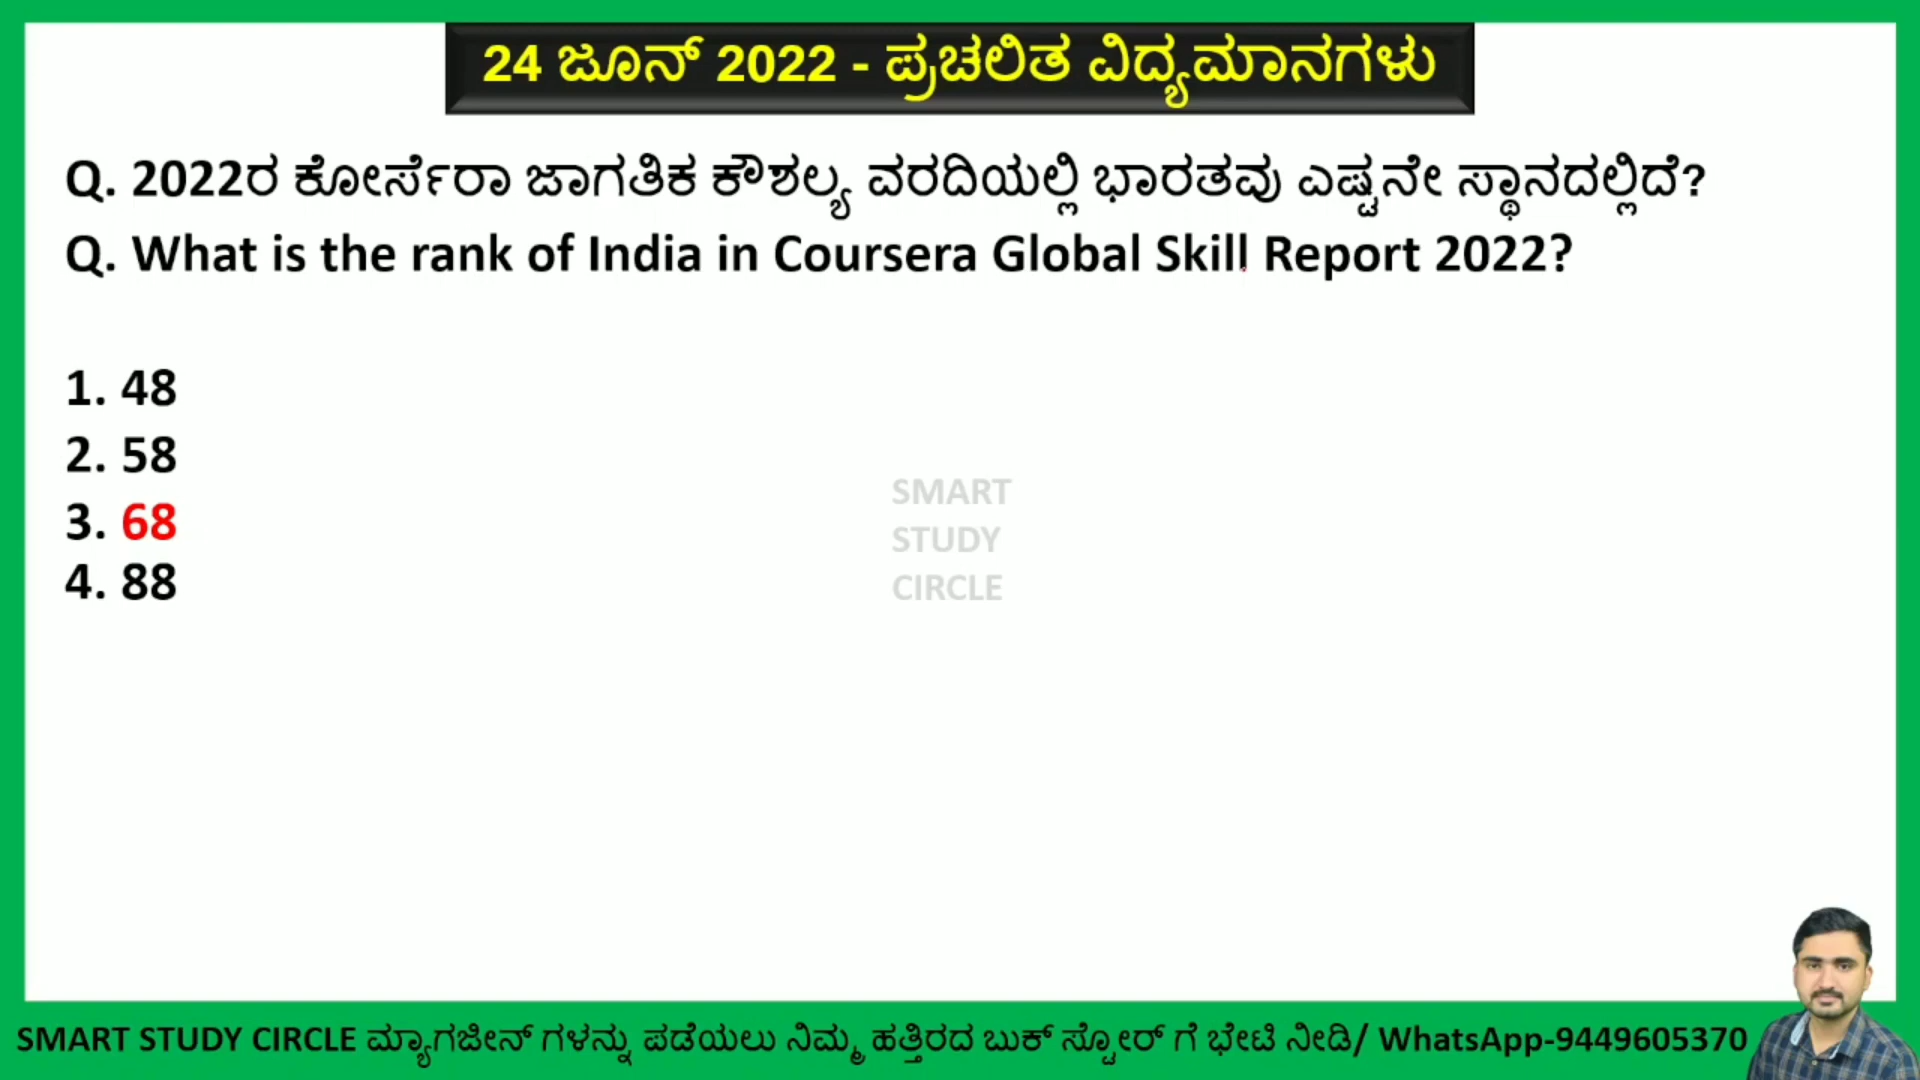 24 ಜೂನ್ 2022 - ಪ್ರಚಲಿತ ವಿದ್ಯಮಾನಗಳು
Q. 2022ರ ಕೋರ್ಸೆರಾ ಜಾಗತಿಕ ಕೌಶಲ್ಯ ವರದಿಯಲ್ಲಿ ಭಾರತವು ಎಷ್ಟನೇ ಸ್ಥಾನದಲ್ಲಿದೆ?
Q. What is the rank of India in Coursera Global Skill Report 2022?
1. 48
2. 58
3. 68
4. 88
SMART
STUDY
CIRCLE
SMART STUDY CIRCLE ಮ್ಯಾಗಜೀನ್ ಗಳನ್ನು ಪಡೆಯಲು ನಿಮ್ಮ ಹತ್ತಿರದ ಬುಕ್ ಸ್ಟೋರ್ ಗೆ ಭೇಟಿ ನೀಡಿ/ WhatsApp-9449605370